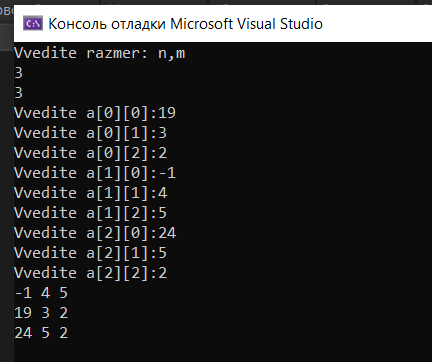 Консоль отладки Microsoft Visual Studio
Vvedite razmer: n,m
3
3
Vvedite a[0][0]:19
Vvedite a[0][1]:3
Vvedite a[0][2]:2
Vvedite a[1][0]:-1
Vvedite a[1][1]:4
Vvedite a[1][2]:5
Vvedite a[2][0]:24
Vvedite a[2][1]:5
Vvedite a[2][2]:2
-1 4 5
19 3 2
24 5 2